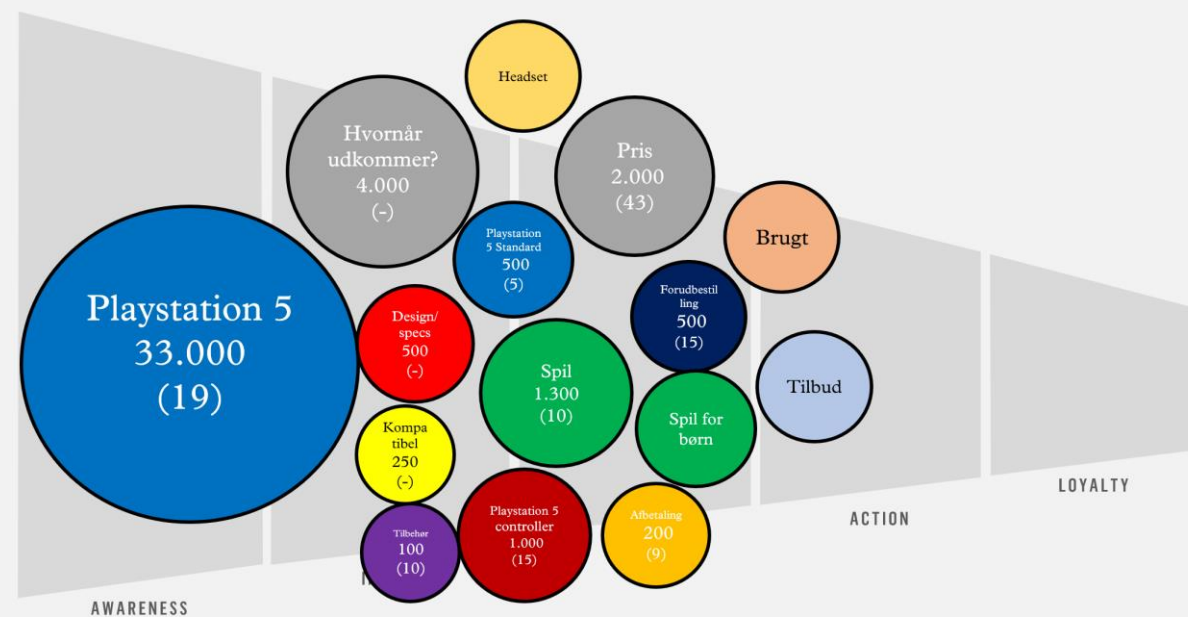 Headset
Hvornår
udkommer?
4.000
(-)
Pris
2.000
(43)
Brugt
Playstation
5 Standard
500
(5)
Playstation 5
33.000
(19)
Design/
specs
500
(-)
Forudbestil
ling
500
(15)
Spil
1.300
(10)
Tilbud
Spil for
børn
Kompa
tibel
250
(-)
Tilbehør
100
(10)
Playstation 5
controller
1.000
(15)
Afbetaling
200
(9)
AWARENESS
ACTION
LOYALTY